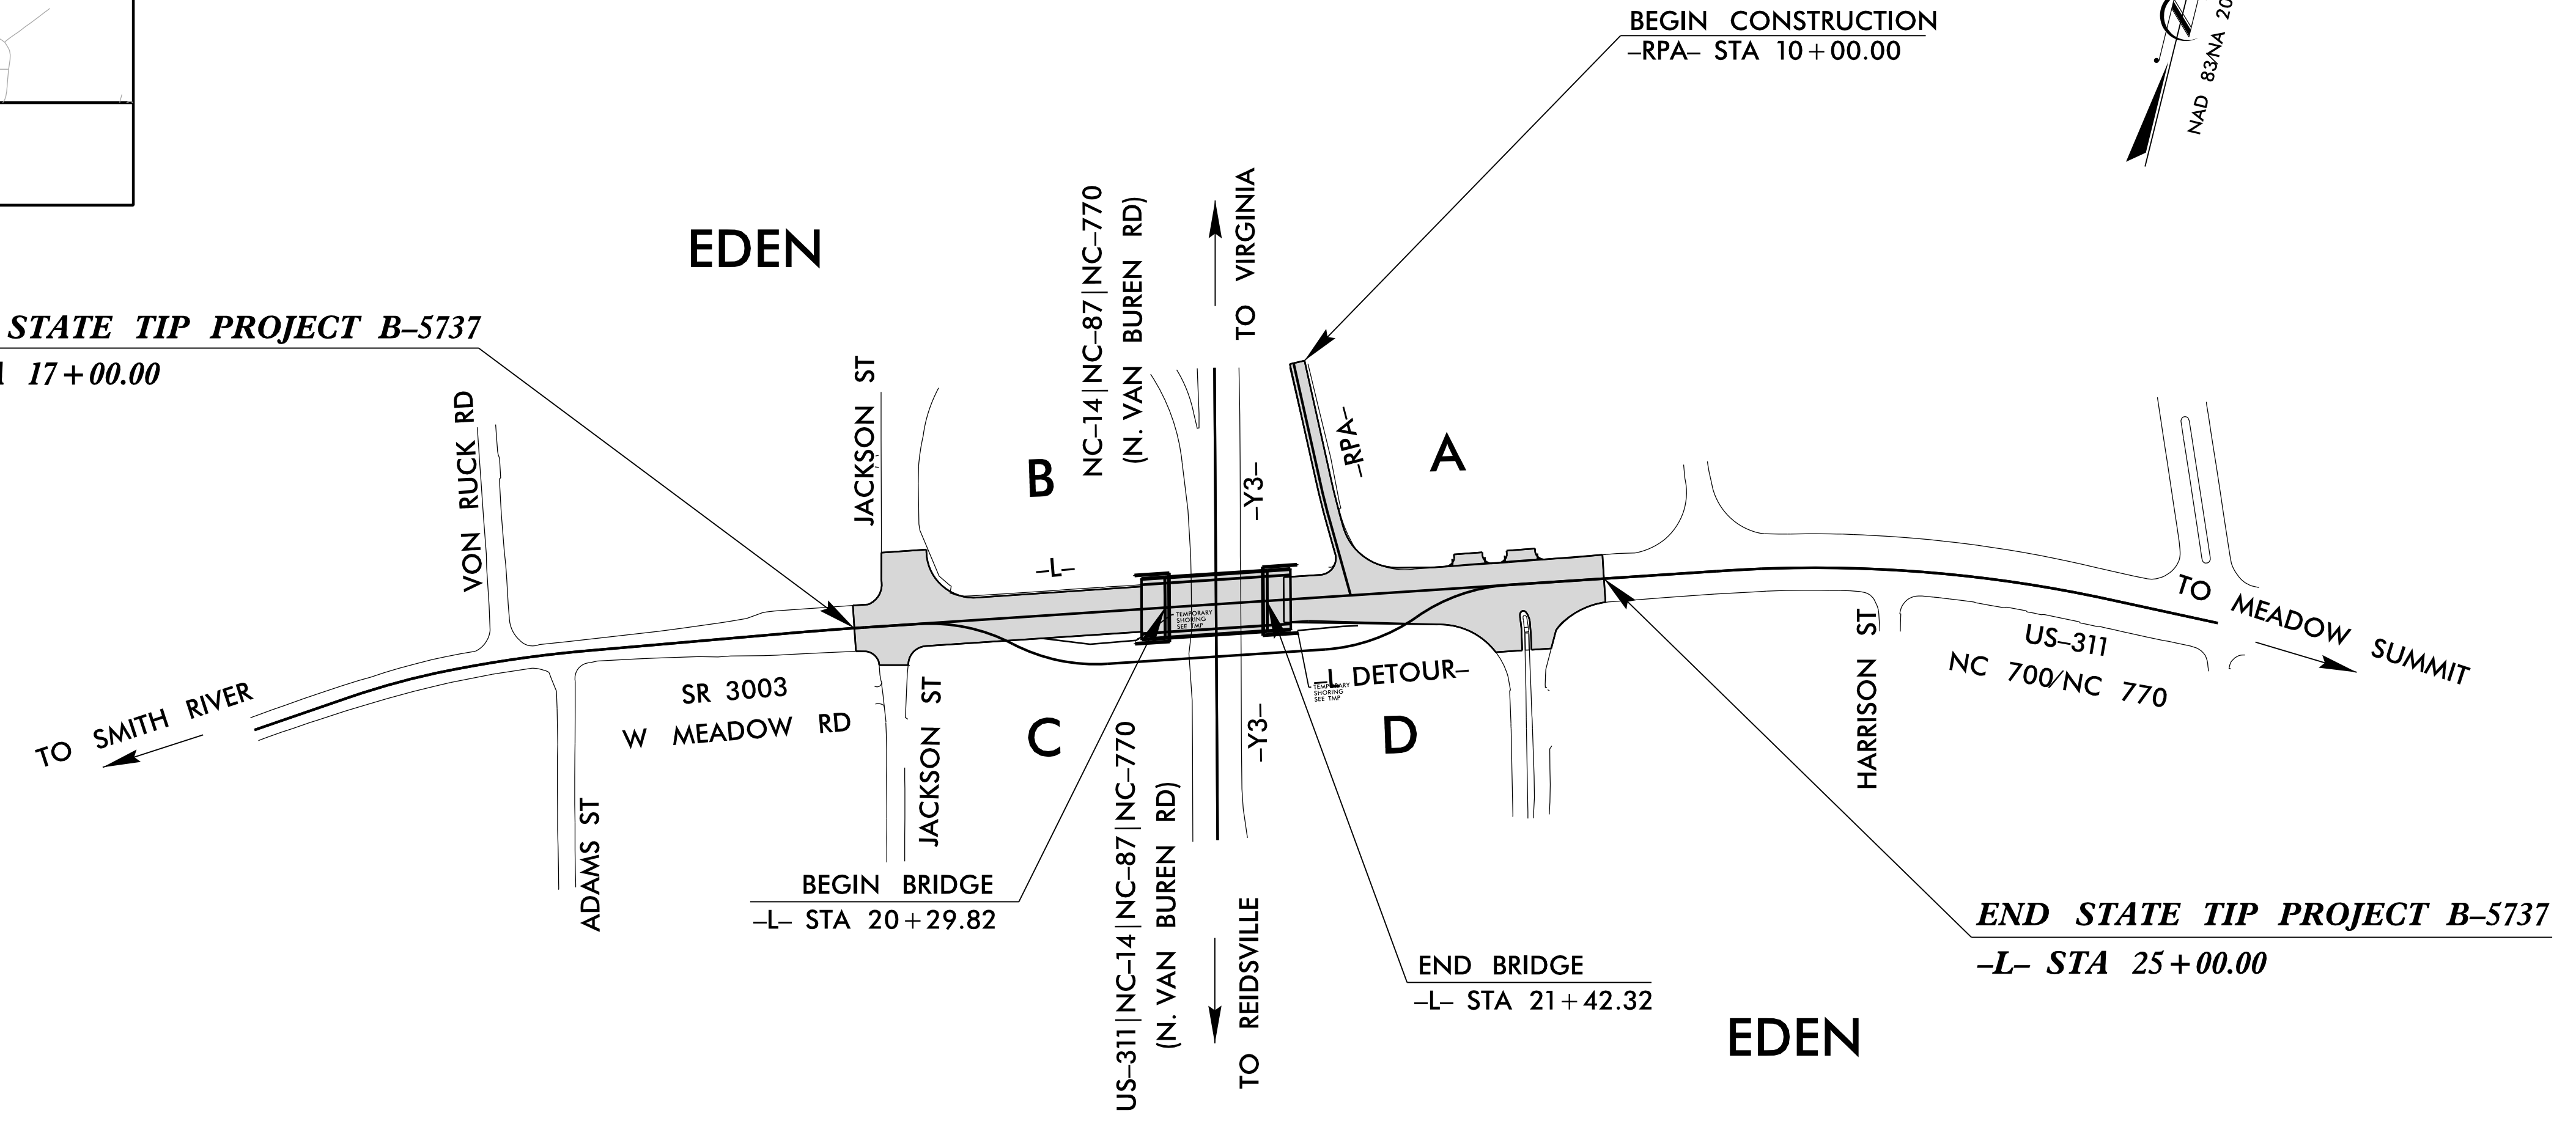 BEGIN CONSTRUCTION
–RPA– STA 10+00.00
NAD 83/NA 20
EDEN
STATE TIP PROJECT B–5737
17+00.00
VON RUCK RD
JACKSON ST
B
NC–14|NC–87|NC–770
(N. VAN BUREN RD)
TO VIRGINIA
–Y3–
–RPA–
A
–L–
TEMPORARY
SHORING
SEE TMP
TO SMITH RIVER
SR 3003
W MEADOW RD
ADAMS ST
JACKSON ST
C
–L DETOUR–
TEMPORARY
SHORING
SEE TMP
–Y3–
D
HARRISON ST
US–311
NC 700/NC 770
TO MEADOW SUMMIT
BEGIN BRIDGE
–L– STA 20+29.82
US–311|NC–14|NC–87|NC–770
(N. VAN BUREN RD)
TO REIDSVILLE
END BRIDGE
–L– STA 21+42.32
END STATE TIP PROJECT B–5737
–L– STA 25+00.00
EDEN